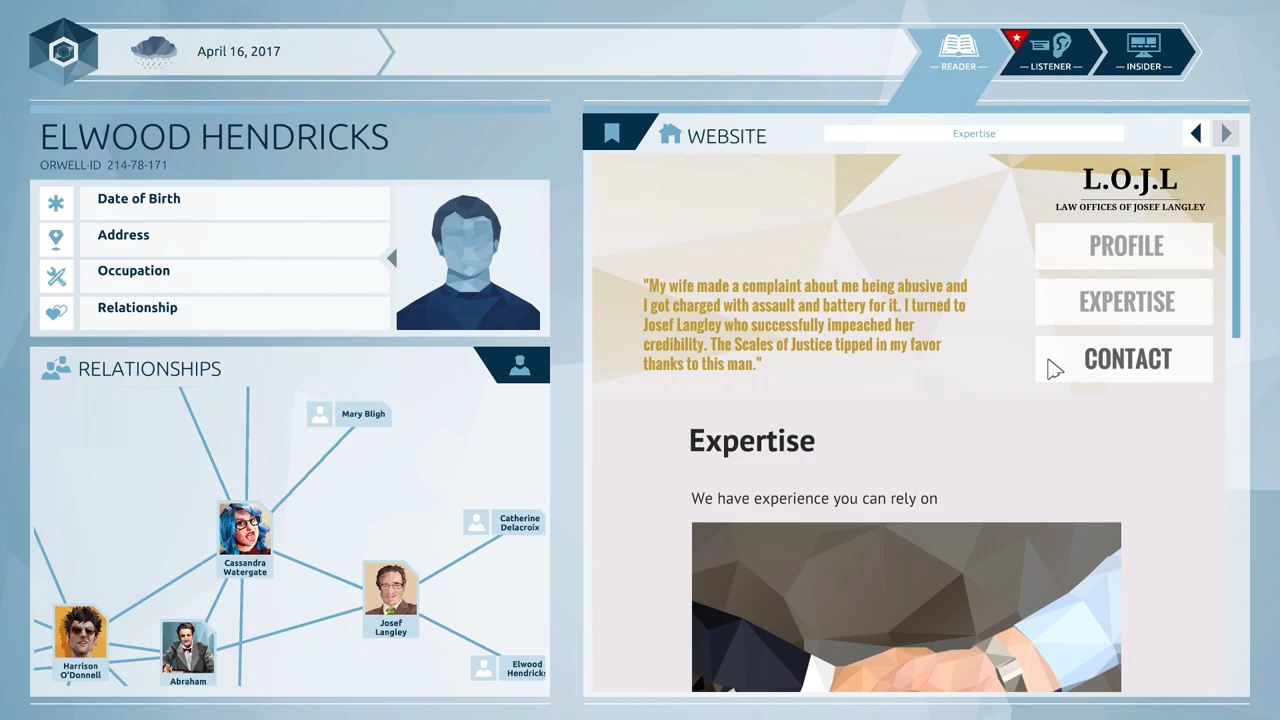 April 16, 2017
— READER —
— LISTENER —
— INSIDER —
ELWOOD HENDRICKS
ORWELL-ID 214-78-171
Date of Birth
Address
Occupation
Relationship
RELATIONSHIPS
Mary Bligh
Catherine
Delacroix
Cassandra
Watergate
Josef
Langley
Harrison
O'Donnell
Abraham
Elwood
Hendricks
WEBSITE
Expertise
L.O.J.L
LAW OFFICES OF JOSEF LANGLEY
PROFILE
EXPERTISE
CONTACT
"My wife made a complaint about me being abusive and
I got charged with assault and battery for it. I turned to
Josef Langley who successfully impeached her
credibility. The Scales of Justice tipped in my favor
thanks to this man."
Expertise
We have experience you can rely on